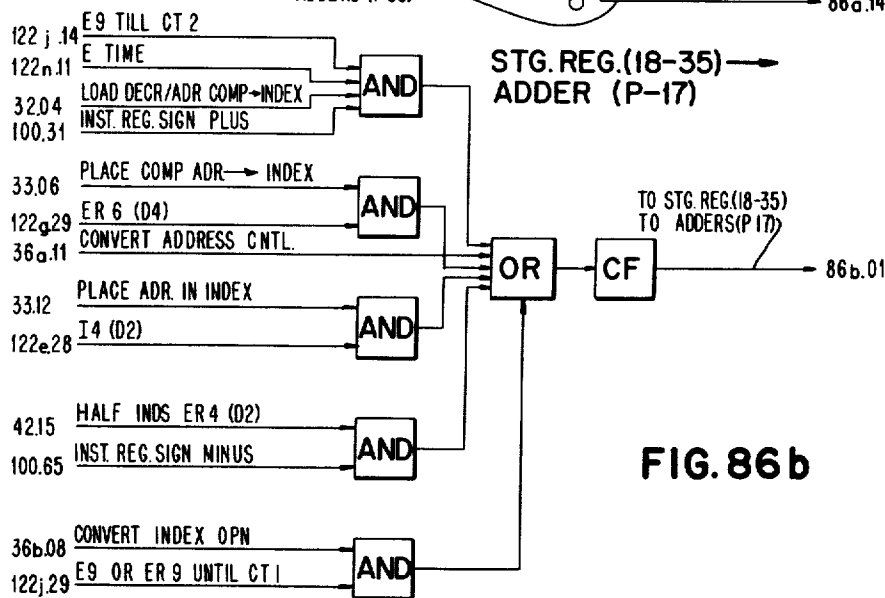 86a.14
122j.14 E9 TILL CT 2
122n.11 E TIME
32.04 LOAD DECR/ADR COMP→INDEX
100.31 INST. REG. SIGN PLUS
AND
STG. REG.(18-35)→
ADDER (P-17)
33.06 PLACE COMP ADR→ INDEX
122g.29 ER 6 (D4)
AND
36a.11 CONVERT ADDRESS CNTL.
OR
CF
TO STG. REG.(18-35)
TO ADDERS(P17)
86b.01
33.12 PLACE ADR. IN INDEX
122e.28 I4 (D2)
AND
42.15 HALF INDS ER 4 (D2)
100.65 INST. REG. SIGN MINUS
AND
FIG. 86b
36b.08 CONVERT INDEX OPN
122j.29 E9 OR ER 9 UNTIL CT I
AND